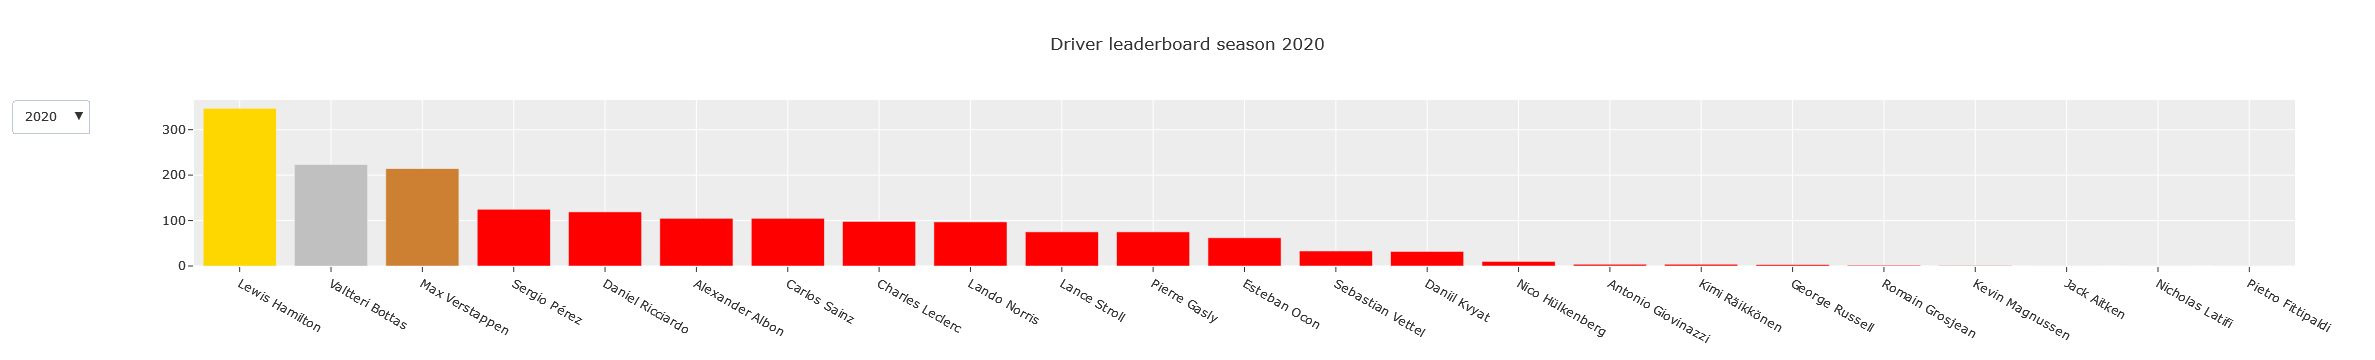 Driver leaderboard season 2020
2020 ▼
300
200
100
0
Lewis Hamilton
Valtteri Bottas
Max Verstappen
Sergio Pérez
Daniel Ricciardo
Alexander Albon
Carlos Sainz
Charles Leclerc
Lando Norris
Lance Stroll
Pierre Gasly
Esteban Ocon
Sebastian Vettel
Daniil Kvyat
Nico Hülkenberg
Antonio Giovinazzi
Kimi Räikkönen
George Russell
Romain Grosjean
Kevin Magnussen
Jack Aitken
Nicholas Latifi
Pietro Fittipaldi